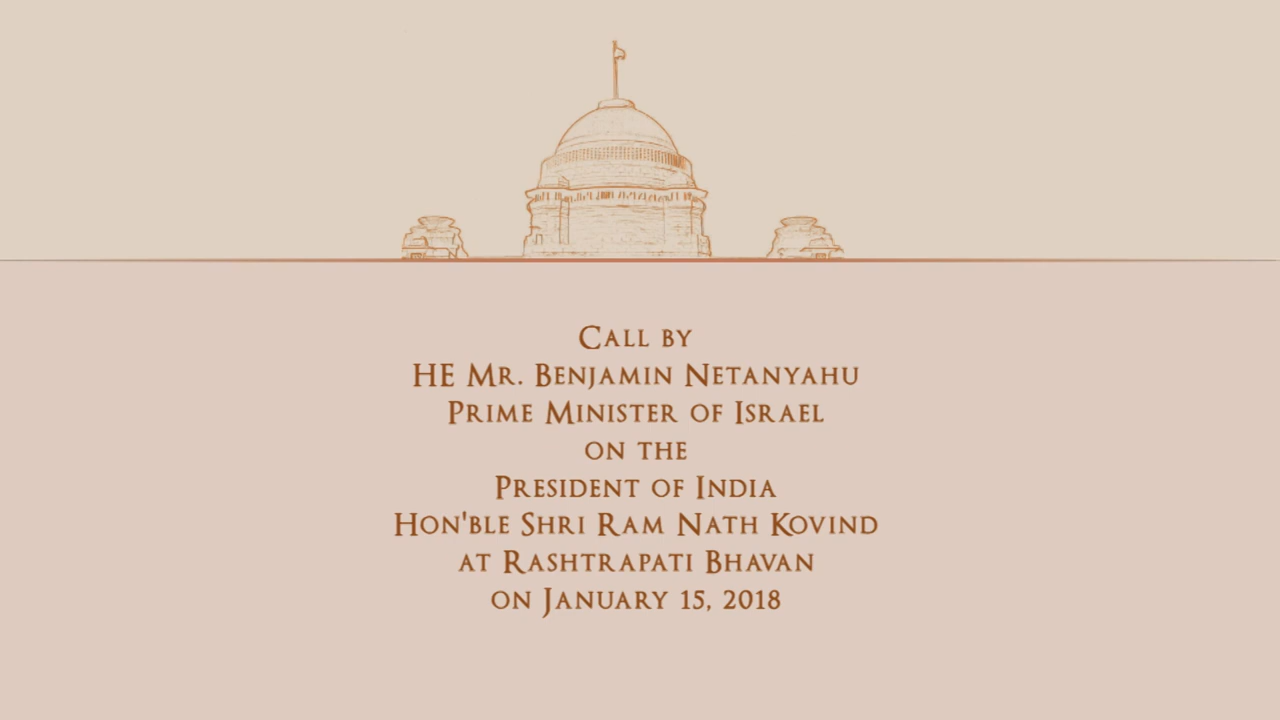 Call by
HE Mr. Benjamin Netanyahu
Prime Minister of Israel
on the
President of India
Hon'ble Shri Ram Nath Kovind
at Rashtrapati Bhavan
on January 15, 2018